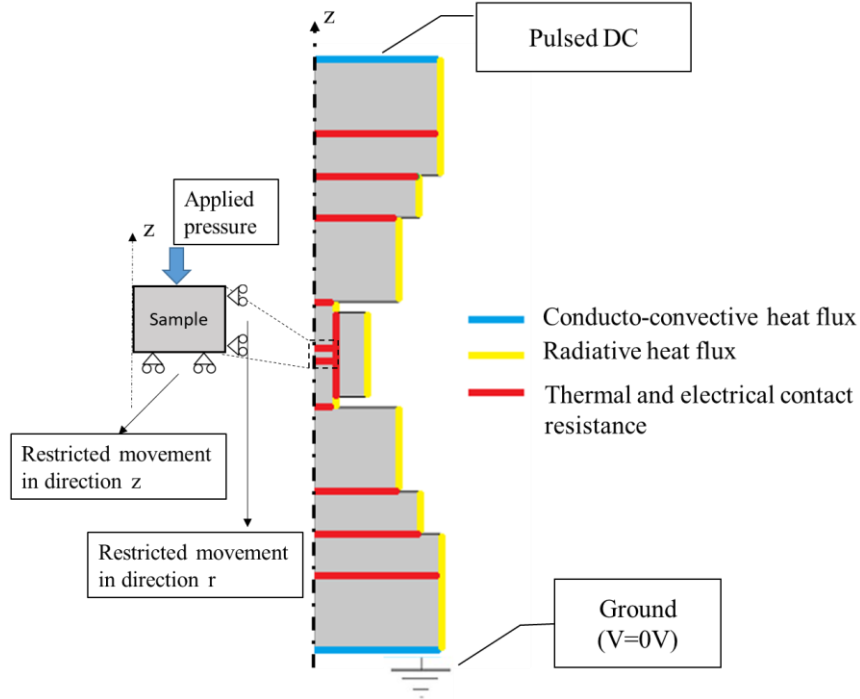 z
Pulsed DC
Applied
pressure
z
Sample
Conducto-convective heat flux
Radiative heat flux
Thermal and electrical contact
resistance
Restricted movement
in direction z
Restricted movement
in direction r
Ground
(V=0V)